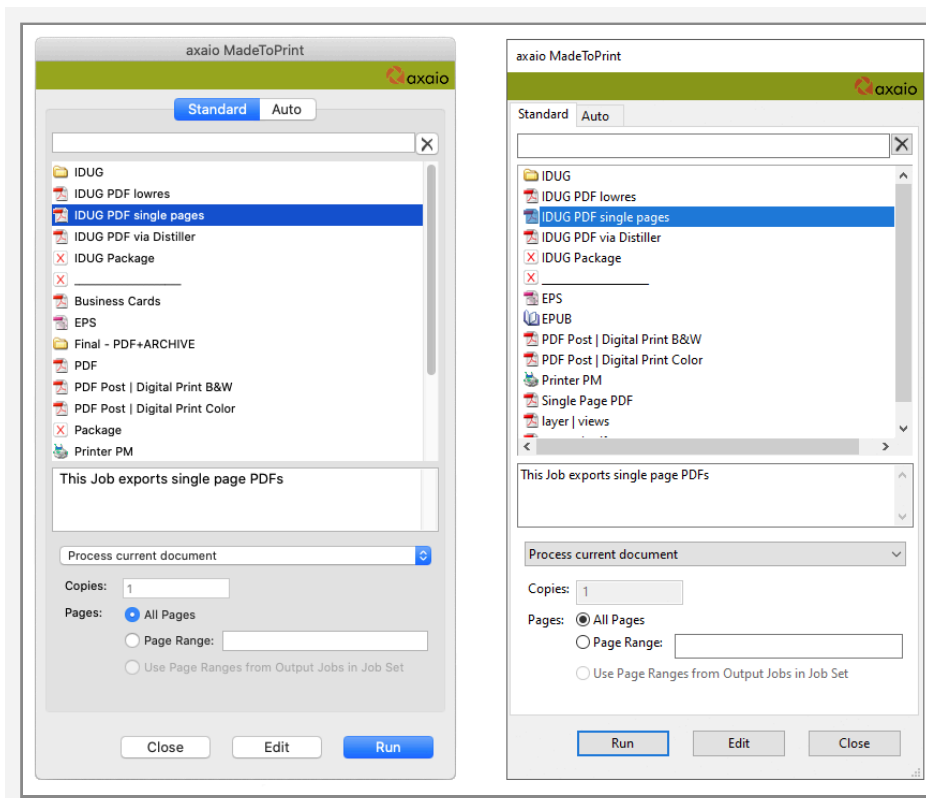 axaio MadeToPrint
axaio
Standard
Auto
IDUG
IDUG PDF lowres
IDUG PDF single pages
IDUG PDF via Distiller
IDUG Package
Business Cards
EPS
Final - PDF+ARCHIVE
PDF
PDF Post | Digital Print B&W
PDF Post | Digital Print Color
Package
Printer PM
This Job exports single page PDFs
Process current document
Copies: 1
Pages: All Pages
Page Range:
Use Page Ranges from Output Jobs in Job Set
Close Edit Run
axaio MadeToPrint
axaio
Standard
Auto
IDUG
IDUG PDF lowres
IDUG PDF single pages
IDUG PDF via Distiller
IDUG Package
EPS
EPUB
PDF Post | Digital Print B&W
PDF Post | Digital Print Color
Printer PM
Single Page PDF
layer | views
This Job exports single page PDFs
Process current document
Copies: 1
Pages: All Pages
Page Range:
Use Page Ranges from Output Jobs in Job Set
Run Edit Close